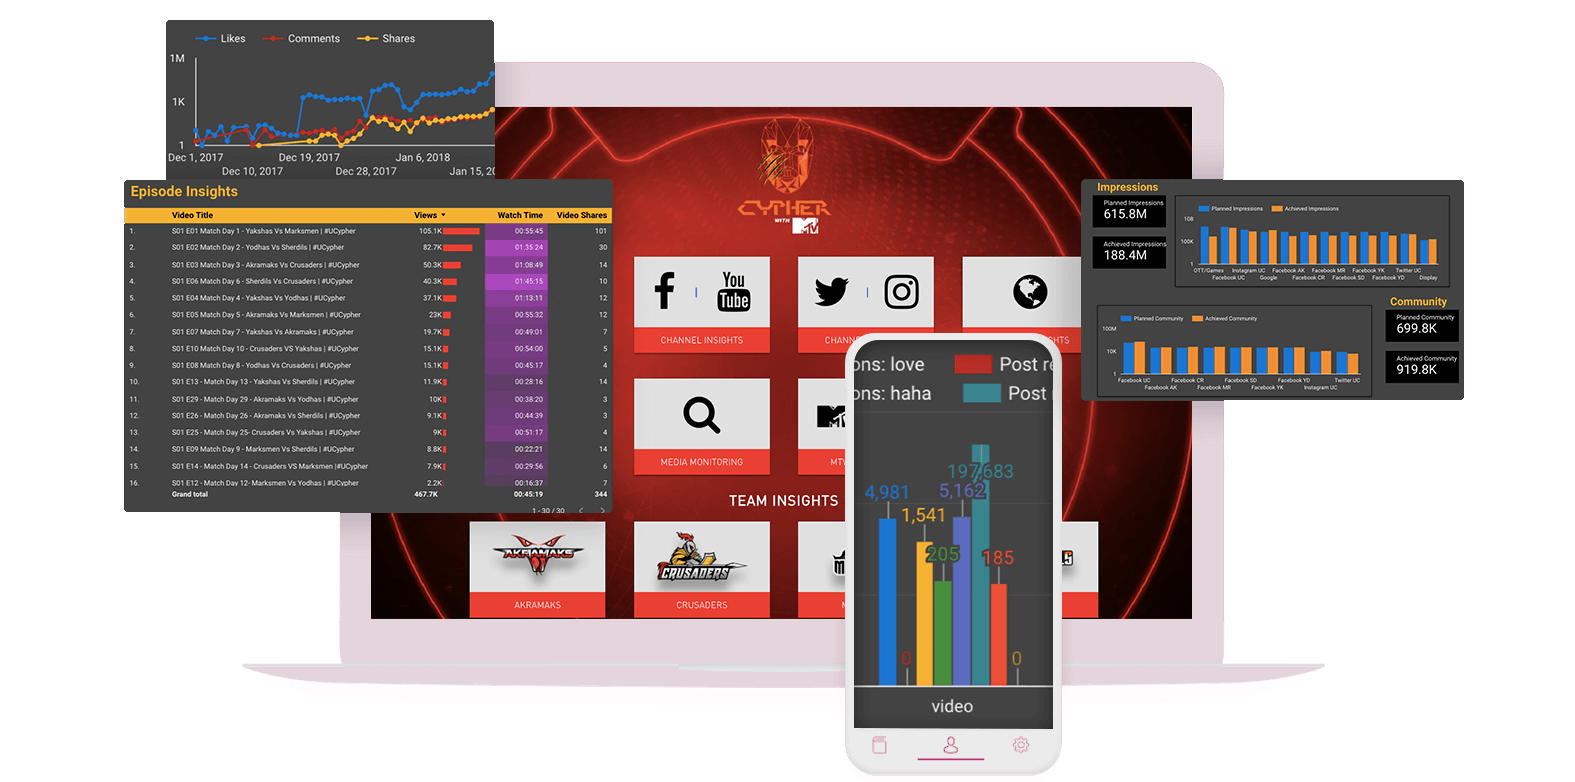 Likes Comments Shares
1M
1K
1
Dec 1, 2017 Dec 19, 2017 Jan 6, 2018
Dec 10, 2017 Dec 28, 2017 Jan 15, 20
Episode Insights
Video Title Views Watch Time Video Shares
1. S01 E01 Match Day 1 - Yakshas Vs Marksmen | #UCypher 105.1K 00:55:45 101
2. S01 E02 Match Day 2 - Yodhas Vs Sherdils | #UCypher 82.7K 01:35:24 30
3. S01 E03 Match Day 3 - Akramaks Vs Crusaders | #UCypher 50.3K 01:08:49 14
4. S01 E06 Match Day 6 - Sherdils Vs Crusaders | #UCypher 40.3K 01:45:15 10
5. S01 E04 Match Day 4 - Yakshas Vs Yodhas | #UCypher 37.1K 01:13:11 12
6. S01 E05 Match Day 5 - Akramaks Vs Marksmen | #UCypher 23K 00:55:32 12
7. S01 E07 Match Day 7 - Yakshas Vs Akramaks | #UCypher 19.7K 00:49:01 7
8. S01 E10 Match Day 10 - Crusaders VS Yakshas | #UCypher 15.1K 00:54:00 5
9. S01 E08 Match Day 8 - Yodhas Vs Crusaders | #UCypher 15.1K 00:45:17 4
10. S01 E13 - Match Day 13 - Yakshas Vs Sherdils | #UCypher 11.9K 00:28:16 14
11. S01 E29 - Match Day 29 - Akramaks Vs Yodhas | #UCypher 10K 00:38:20 3
12. S01 E26 - Match Day 26 - Akramaks Vs Sherdils | #UCypher 9.1K 00:44:39 3
13. S01 E25 - Match Day 25- Crusaders Vs Yakshas | #UCypher 9K 00:51:17 4
14. S01 E09 Match Day 9 - Marksmen Vs Sherdils | #UCypher 8.8K 00:22:21 14
15. S01 E14 - Match Day 14 - Crusaders VS Marksmen |#UCypher 7.9K 00:29:56 6
16. S01 E12 - Match Day 12- Marksmen Vs Yodhas | #UCypher 2.2K 00:16:37 7
Grand total 467.7K 00:45:19 344
1 - 30 / 30
CYPHER
WITH MTV
You
Tube
CHANNEL INSIGHTS
CHANN
GHTS
MEDIA MONITORING
MTV
TEAM INSIGHTS
AKRAMAKS
AKRAMAKS
CRUSADERS
CRUSADERS
M
Impressions
Planned Impressions
615.8M
Achieved Impressions
188.4M
Planned Impressions Achieved Impressions
10B
100K
1
OTT/Games Instagram UC Facebook AK Facebook MR Facebook YK Twitter UC
Facebook UC Google Facebook CR Facebook SD Facebook YD Display
Community
Planned Community
699.8K
Achieved Community
919.8K
Planned Community Achieved Community
100M
10K
1
Facebook UC Facebook CR Facebook SD Facebook YD Twitter UC
Facebook AK Facebook MR Facebook YK Instagram UC
ons: love Post re
ons: haha Post
197,683
4,981 5,162
1,541
205 185
0 0
video